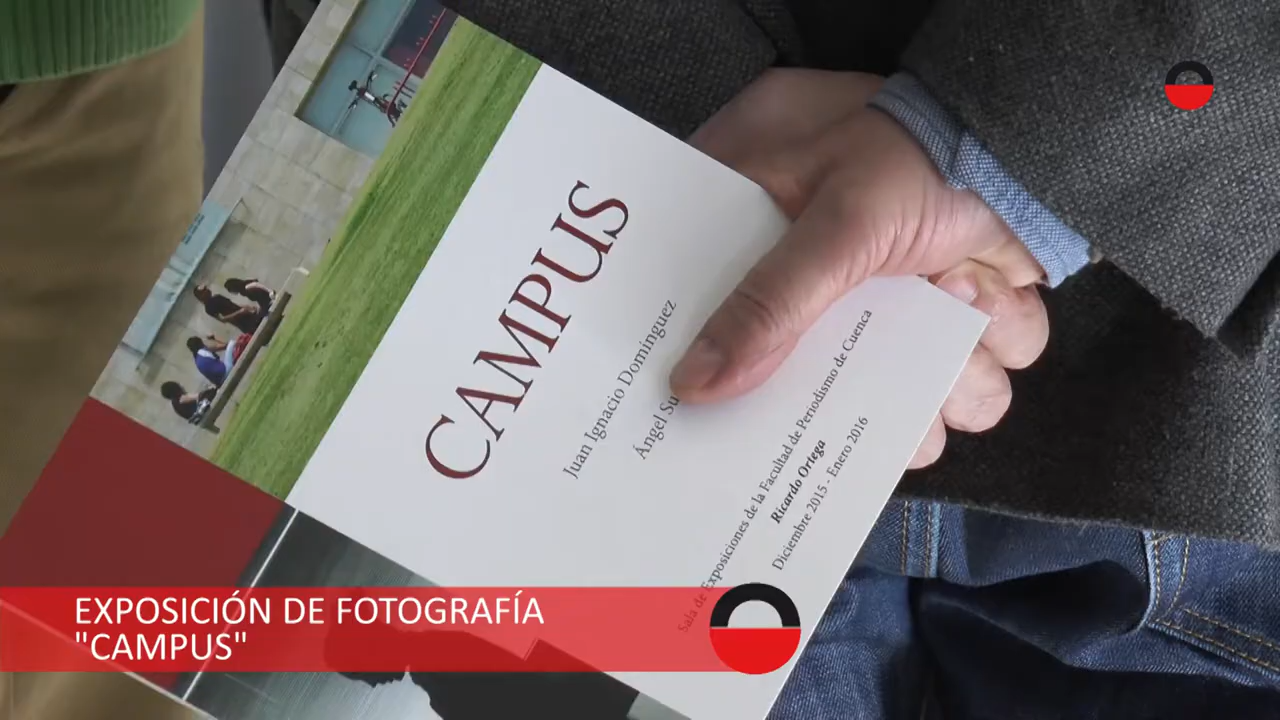 CAMPUS
Juan Ignacio Domínguez
Ángel Su
Sala de Exposiciones de la Facultad de Periodismo de Cuenca
Ricardo Ortega
Diciembre 2015 - Enero 2016
EXPOSICIÓN DE FOTOGRAFÍA
"CAMPUS"